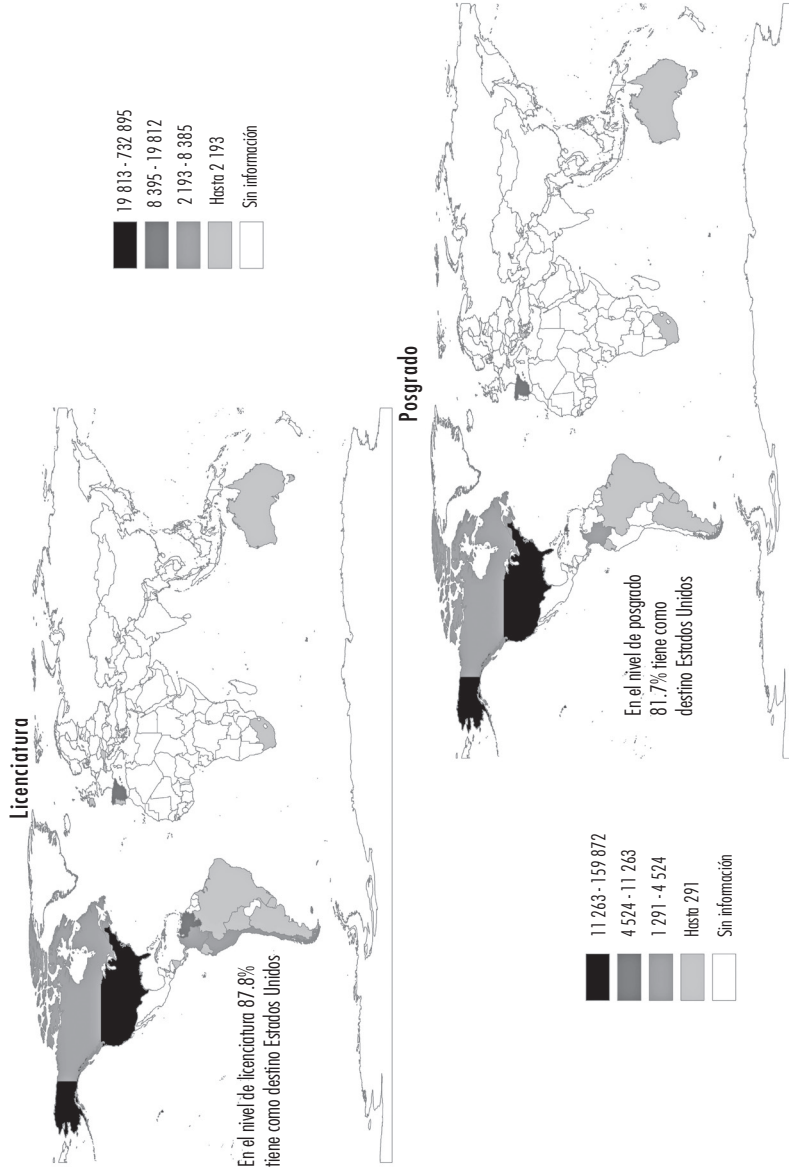 Licenciatura
En el nivel de licenciatura 87.8%
tiene como destino Estados Unidos
19 813 - 732 895
8 395 - 19 812
2 193 - 8 385
Hasta 2 193
Sin información
Posgrado
En el nivel de posgrado
81.7% tiene como
destino Estados Unidos
11 263 - 159 872
4 524 - 11 263
1 291 - 4 524
Hasta 291
Sin información